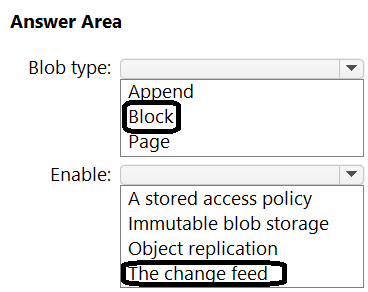 Answer Area
Blob type:
Append
Block
Page
Enable:
A stored access policy
Immutable blob storage
Object replication
The change feed